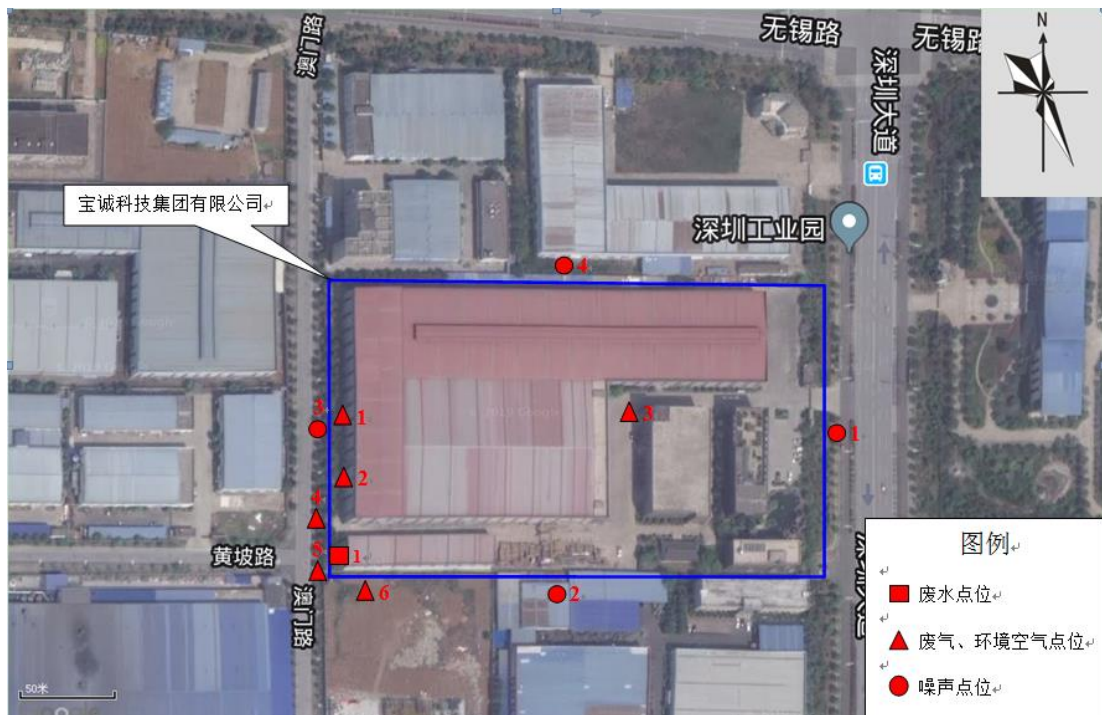 无锡路
无锡路
N
澳门路
深圳大道
宝诚科技集团有限公司
深圳工业园
4
3
1
3
1
2
4
黄坡路
5
1
6
2
澳门路
图例
废水点位
废气、环境空气点位
噪声点位
50米
© 2019 Google